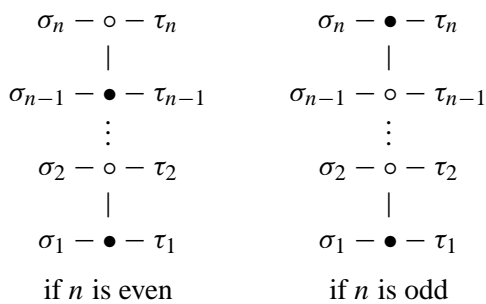 σₙ − ○ − τₙ σₙ − ● − τₙ
| |
σₙ₋₁ − ● − τₙ₋₁ σₙ₋₁ − ○ − τₙ₋₁
⋮ ⋮
σ₂ − ○ − τ₂ σ₂ − ○ − τ₂
| |
σ₁ − ● − τ₁ σ₁ − ● − τ₁
if n is even if n is odd